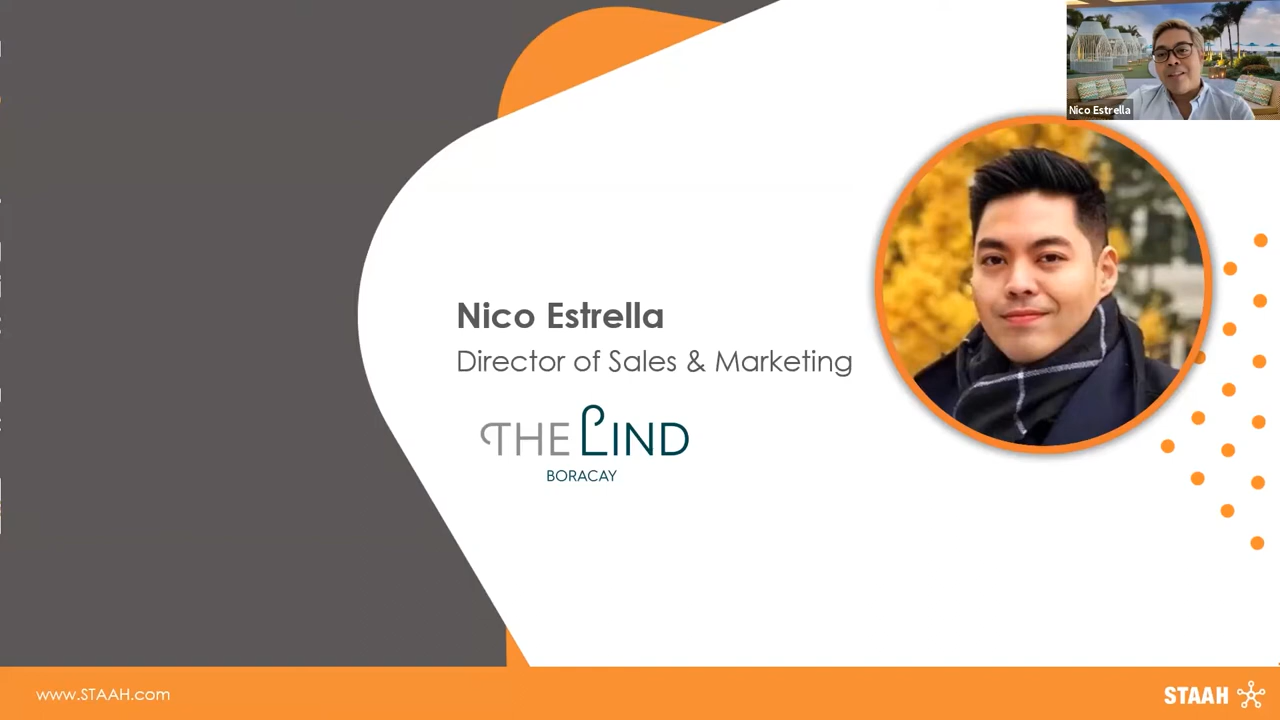 Nico Estrella
Nico Estrella
Director of Sales & Marketing
THE LIND
BORACAY
www.STAAH.com
STAAH